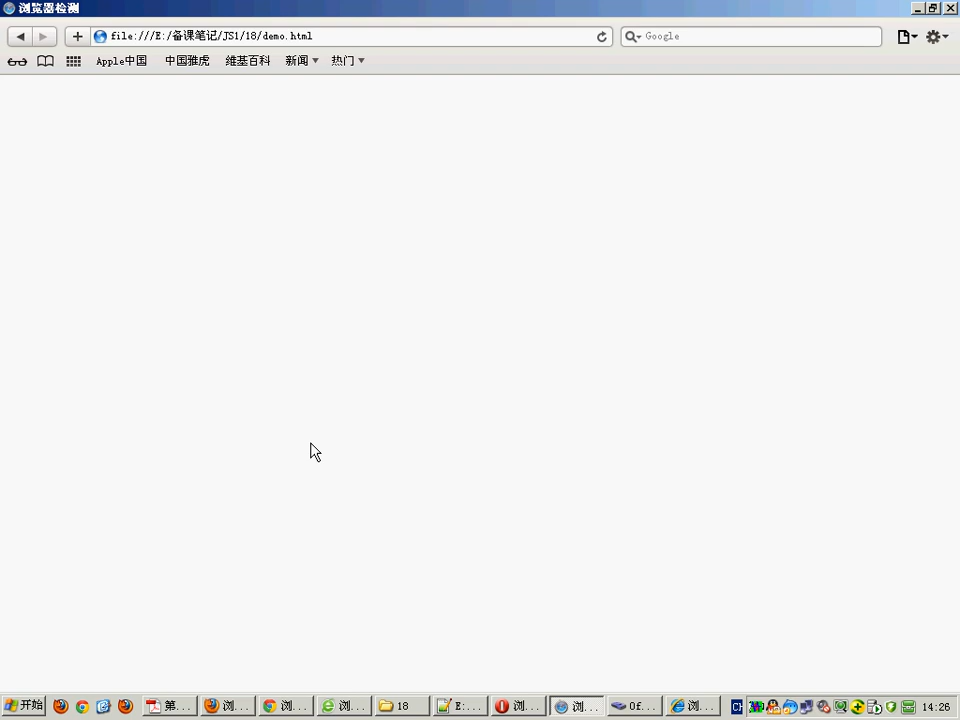 浏览器检测
file:///E:/备课笔记/JS1/18/demo.html
Google
Apple中国 中国雅虎 维基百科 新闻 热门
开始 第... 浏... 浏... 浏... 18 E:... 浏... 浏... Of... 浏... CH 14:26